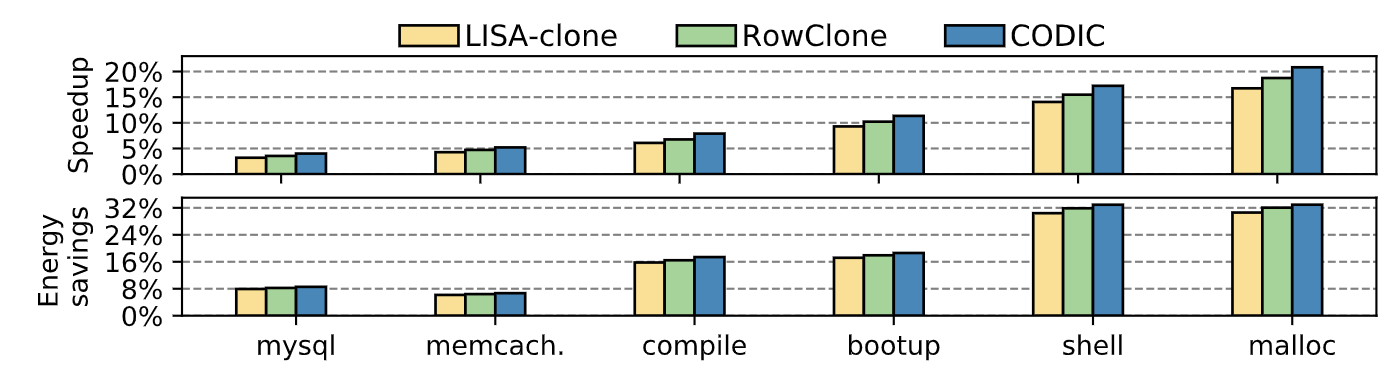 LISA-clone RowClone CODIC
Speedup
20%
15%
10%
5%
0%
Energy
savings
32%
24%
16%
8%
0%
mysql memcach. compile bootup shell malloc